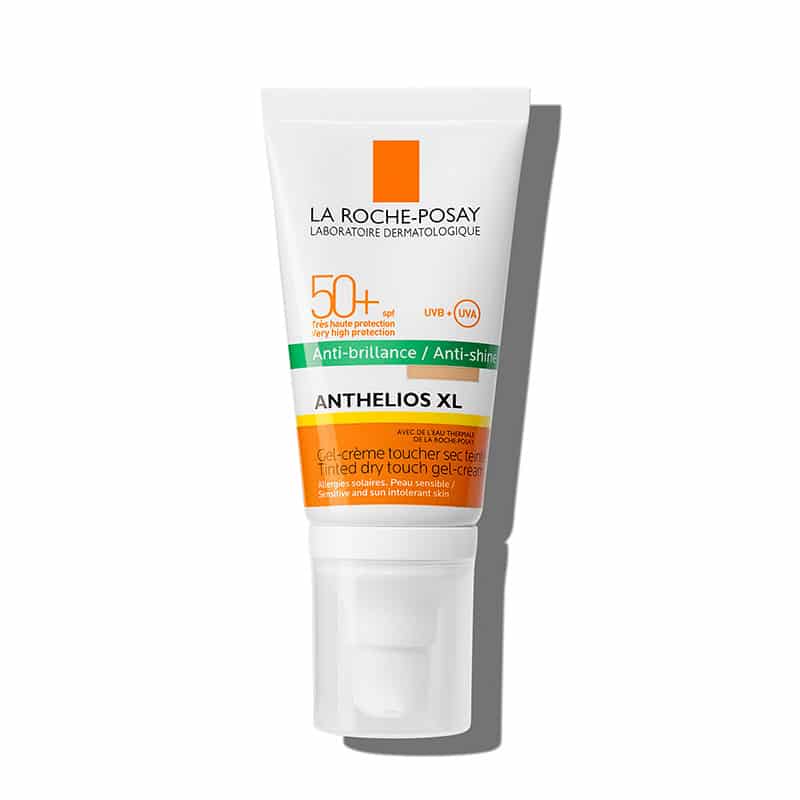 LA ROCHE-POSAY
LABORATOIRE DERMATOLOGIQUE
50+ spf
UVB + UVA
Très haute protection
Very high protection
Anti-brillance / Anti-shine
ANTHELIOS XL
AVEC DE L'EAU THERMALE
DE LA ROCHE-POSAY
Gel-crème toucher sec teinté
Tinted dry touch gel-cream
Allergies solaires. Peau sensible /
Sensitive and sun intolerant skin